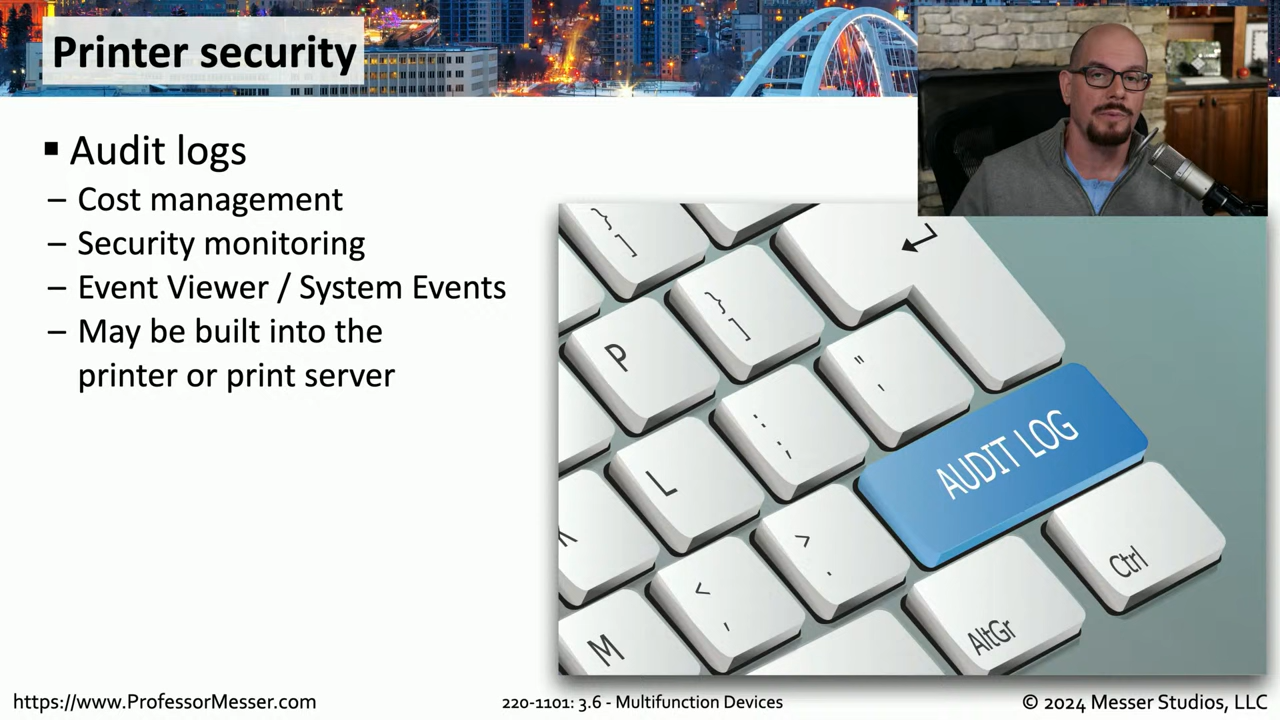 Printer security
▪ Audit logs
– Cost management
– Security monitoring
– Event Viewer / System Events
– May be built into the
printer or print server
}
]
}
]
P
"
'
:
;
L
AUDIT LOG
>
.
K
<
,
Ctrl
AltGr
M
https://www.ProfessorMesser.com
220-1101: 3.6 - Multifunction Devices
© 2024 Messer Studios, LLC